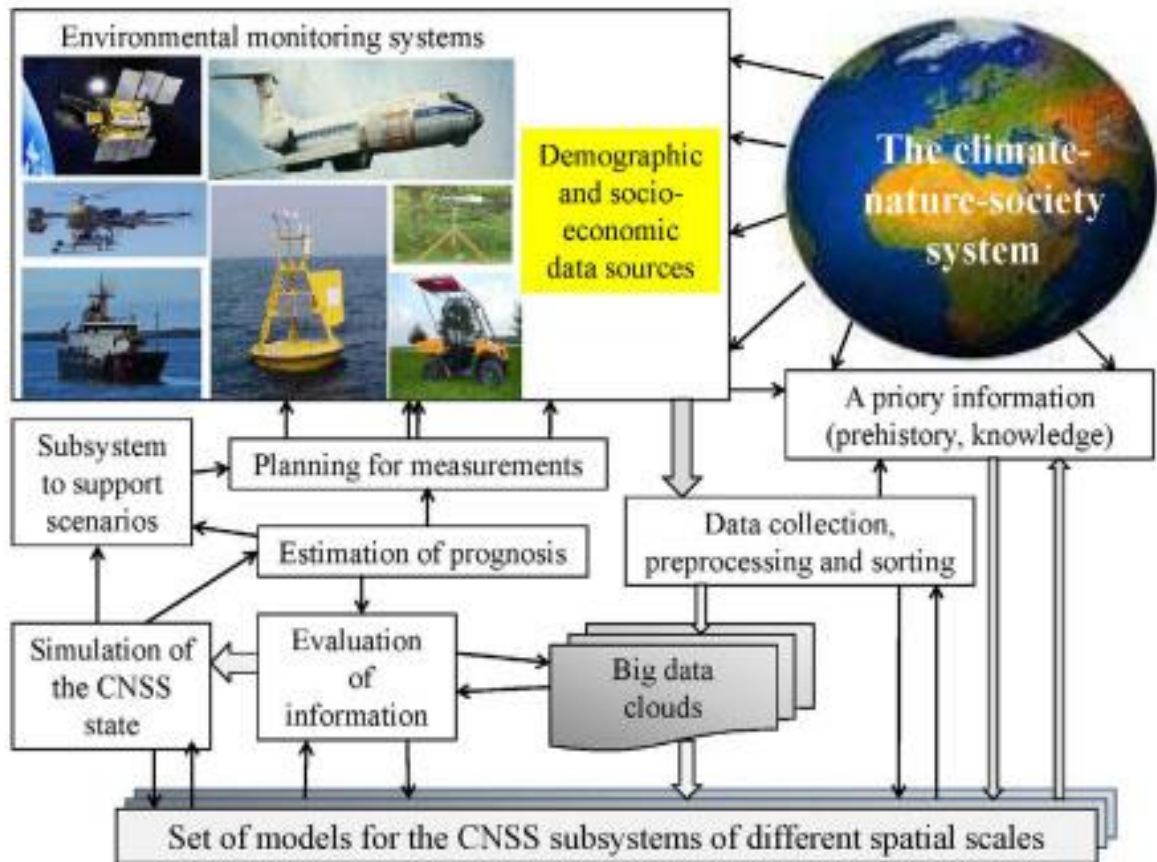 Environmental monitoring systems
Demographic
and socio-
economic
data sources
The climate-
nature-society
system
A priory information
(prehistory, knowledge)
Subsystem
to support
scenarios
Planning for measurements
Data collection,
preprocessing and sorting
Estimation of prognosis
Simulation of
the CNSS
state
Evaluation
of
information
Big data
clouds
Set of models for the CNSS subsystems of different spatial scales